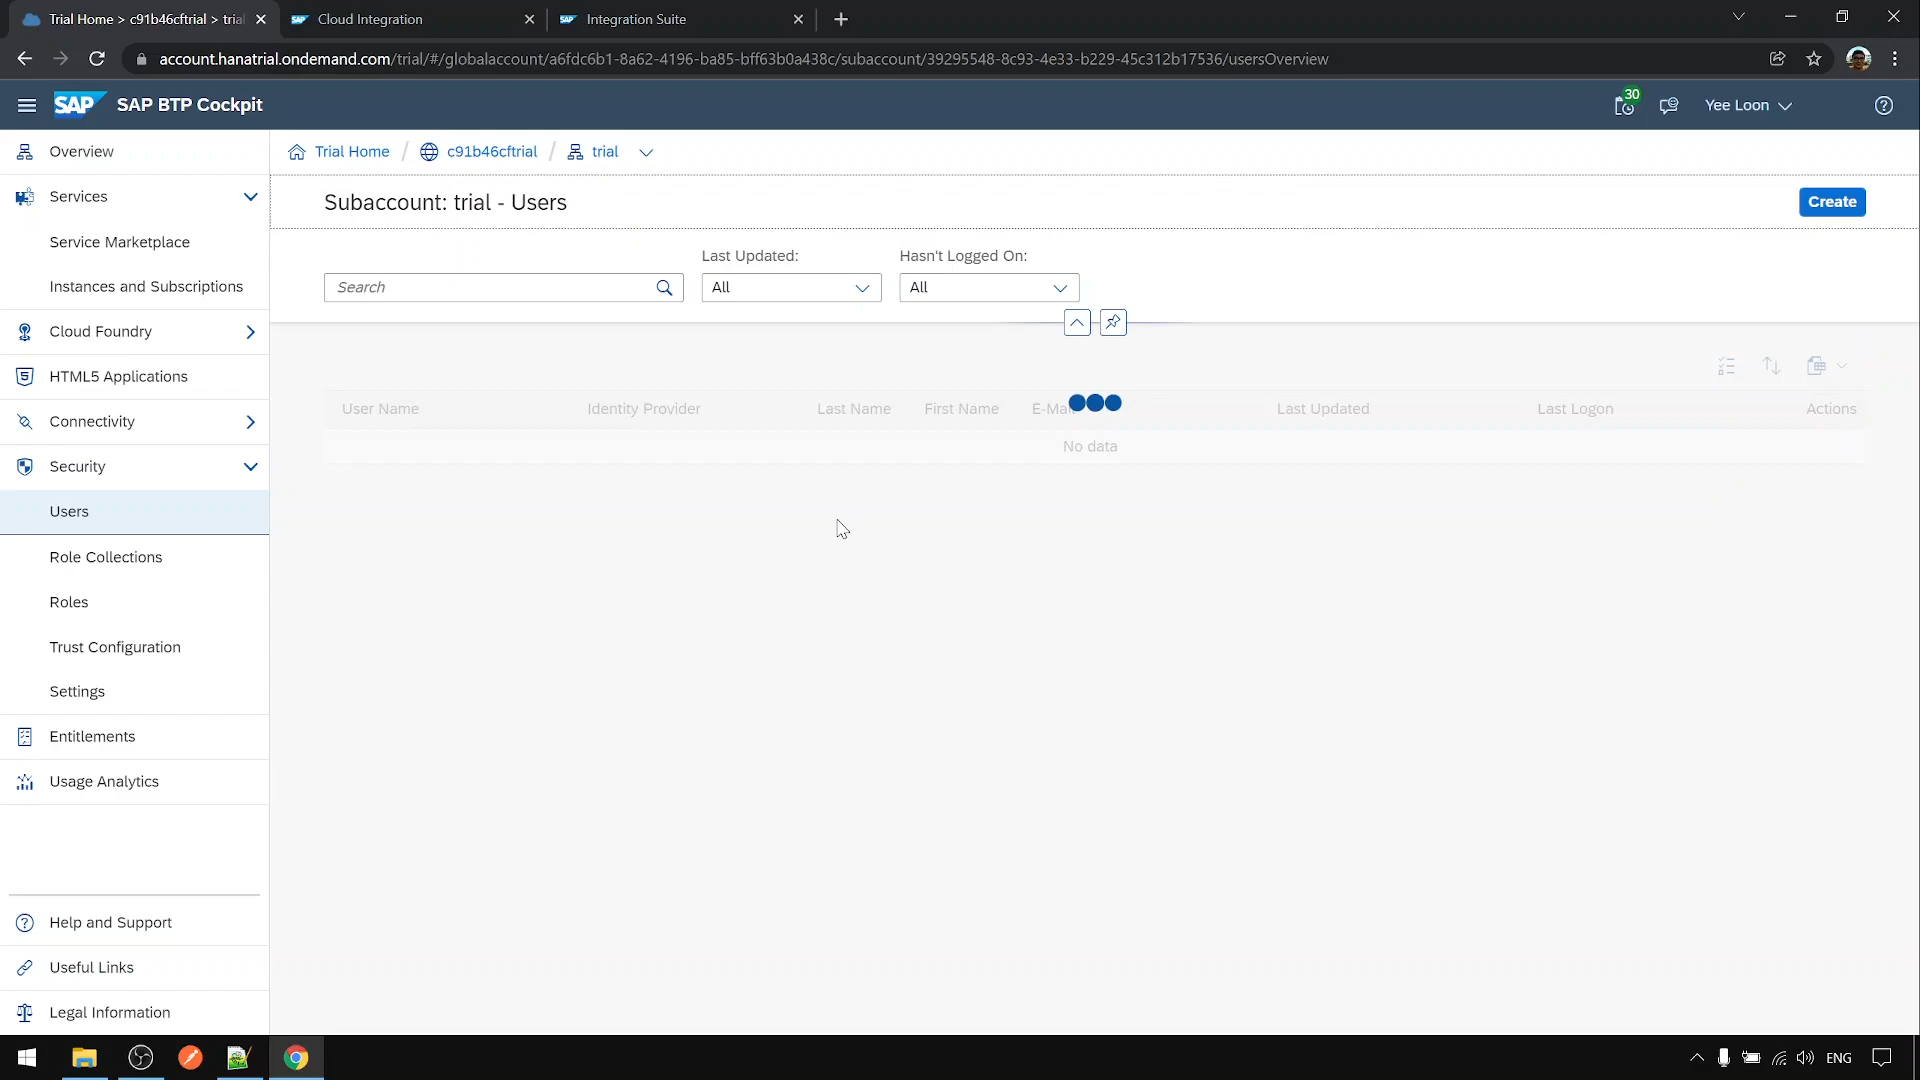 Trial Home > c91b46cftrial > trial
Cloud Integration
Integration Suite
account.hanatrial.ondemand.com/trial/#/globalaccount/a6fdc6b1-8a62-4196-ba85-bff63b0a438c/subaccount/39295548-8c93-4e33-b229-45c312b17536/usersOverview
SAP BTP Cockpit
30
Yee Loon
Overview
Services
Service Marketplace
Instances and Subscriptions
Cloud Foundry
HTML5 Applications
Connectivity
Security
Users
Role Collections
Roles
Trust Configuration
Settings
Entitlements
Usage Analytics
Help and Support
Useful Links
Legal Information
Trial Home / c91b46cftrial / trial
Subaccount: trial - Users
Create
Last Updated:
Hasn't Logged On:
Search
All
All
User Name Identity Provider Last Name First Name E-Mail Last Updated Last Logon Actions
No data
ENG